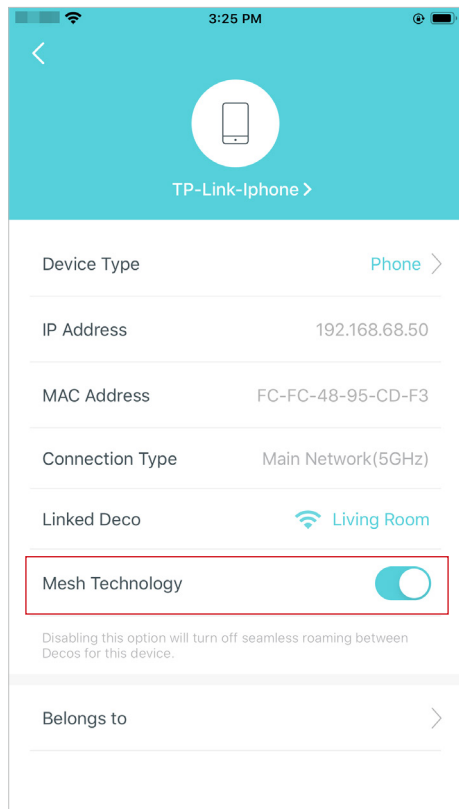 3:25 PM
TP-Link-Iphone
Device Type Phone
IP Address 192.168.68.50
MAC Address FC-FC-48-95-CD-F3
Connection Type Main Network(5GHz)
Linked Deco Living Room
Mesh Technology
Disabling this option will turn off seamless roaming between
Decos for this device.
Belongs to